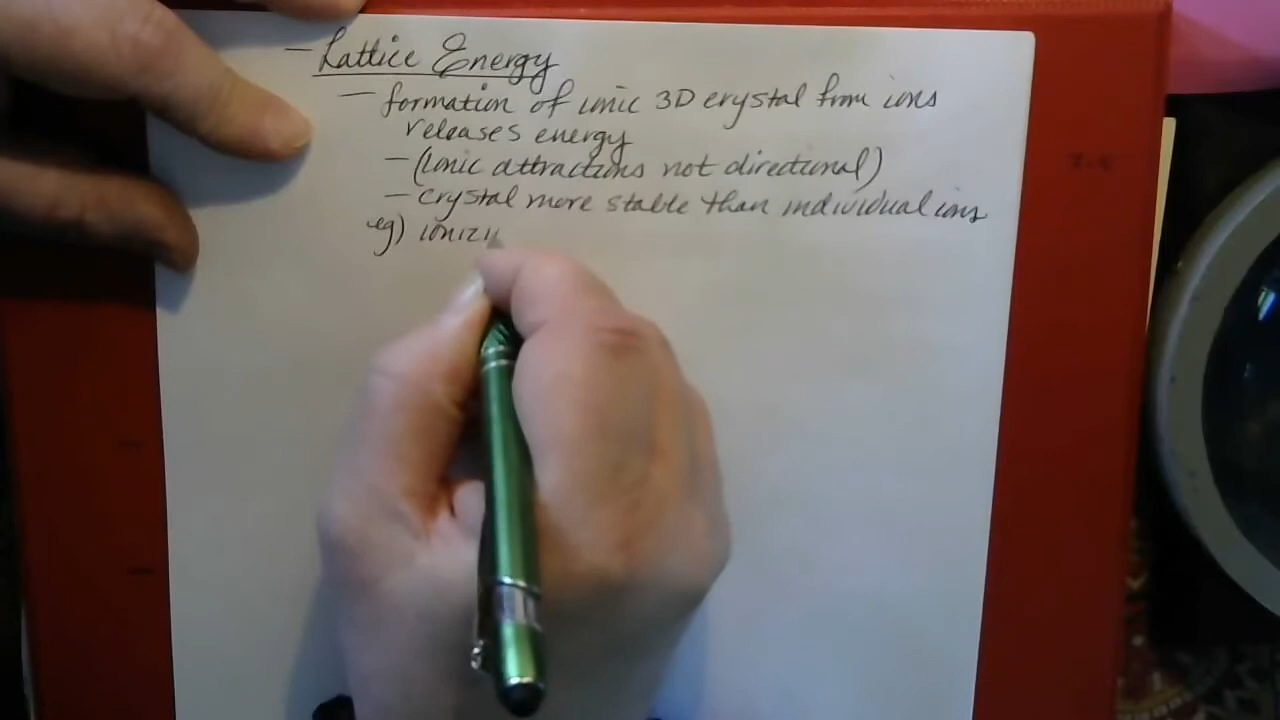 - Lattice Energy
- formation of ionic 3D crystal from ions
releases energy
- (Ionic attractions not directional)
- crystal more stable than individual ions
eg) ionizi